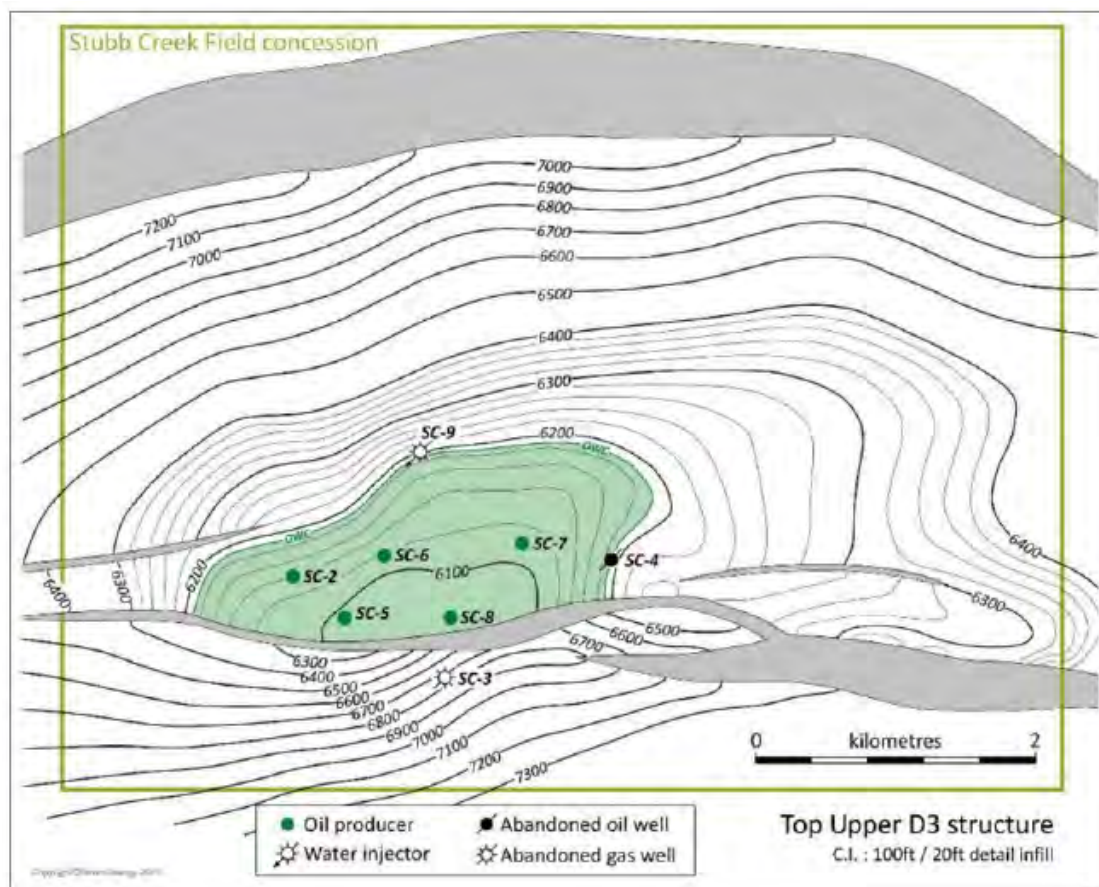 Stubb Creek Field concession
7000
6900
6800
6700
6600
6500
6400
6300
7200
7100
7000
SC-9
6200
OWC
OWC
SC-7
SC-6
SC-4
SC-2
6100
SC-5
SC-8
6200
6300
6400
6400
6300
6500
6600
6700
6300
6400
6500
6600
6700
6800
6900
7000
7100
7200
7300
SC-3
0 kilometres 2
Oil producer
Abandoned oil well
Water injector
Abandoned gas well
Top Upper D3 structure
C.I. : 100ft / 20ft detail infill